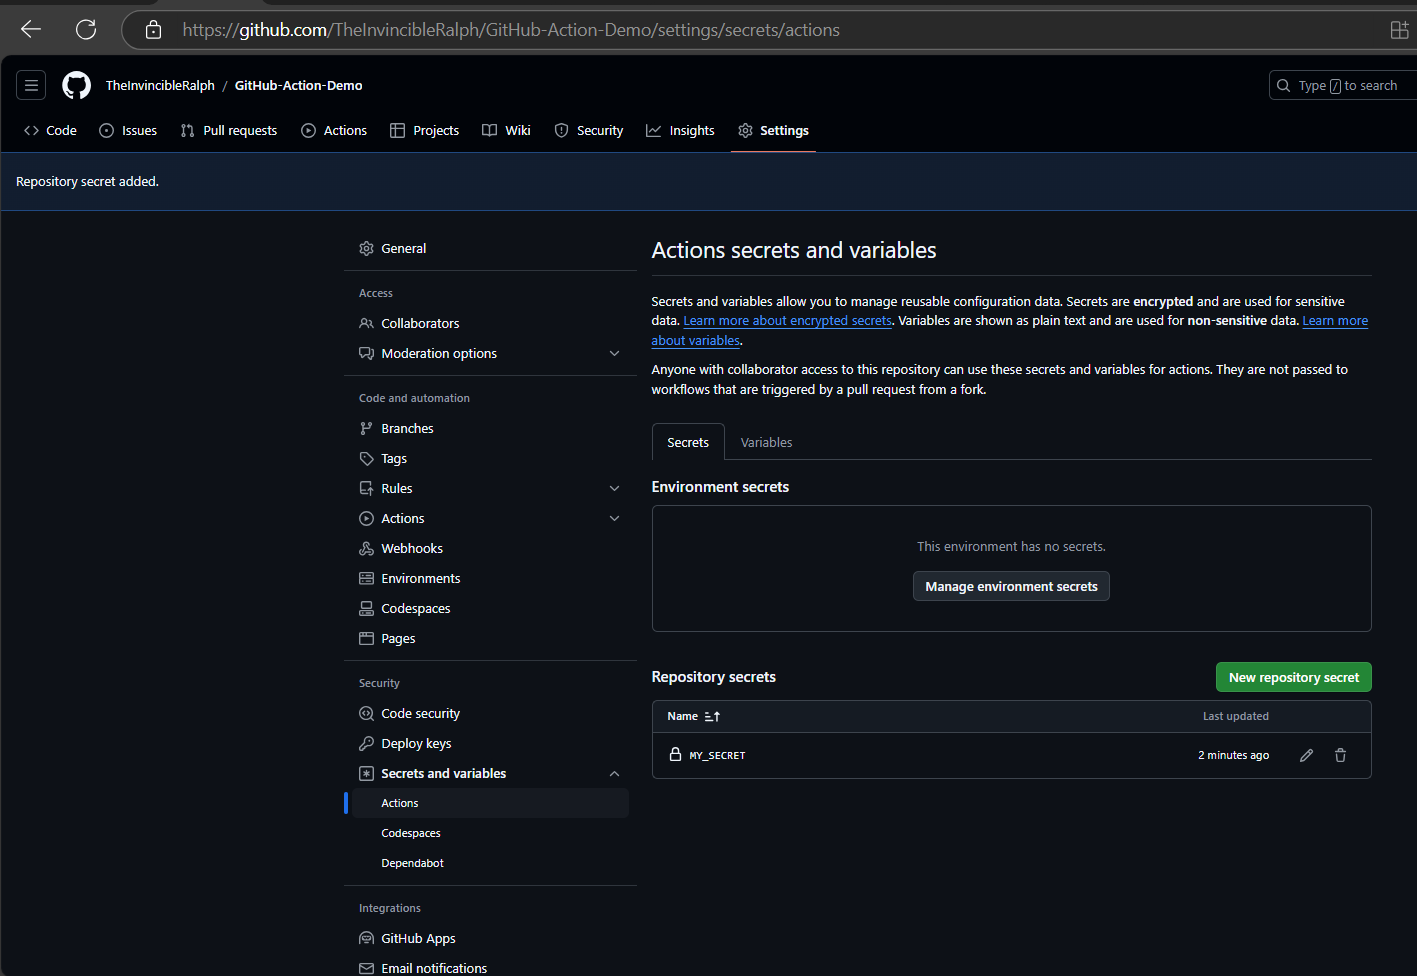 https://github.com/TheInvincibleRalph/GitHub-Action-Demo/settings/secrets/actions
TheInvincibleRalph / GitHub-Action-Demo
Type / to search
Code Issues Pull requests Actions Projects Wiki Security Insights Settings
Repository secret added.
General
Access
Collaborators
Moderation options
Code and automation
Branches
Tags
Rules
Actions
Webhooks
Environments
Codespaces
Pages
Security
Code security
Deploy keys
Secrets and variables
Actions
Codespaces
Dependabot
Integrations
GitHub Apps
Email notifications
Actions secrets and variables
Secrets and variables allow you to manage reusable configuration data. Secrets are encrypted and are used for sensitive
data. Learn more about encrypted secrets. Variables are shown as plain text and are used for non-sensitive data. Learn more
about variables.
Anyone with collaborator access to this repository can use these secrets and variables for actions. They are not passed to
workflows that are triggered by a pull request from a fork.
Secrets Variables
Environment secrets
This environment has no secrets.
Manage environment secrets
Repository secrets
New repository secret
Name Last updated
MY_SECRET 2 minutes ago